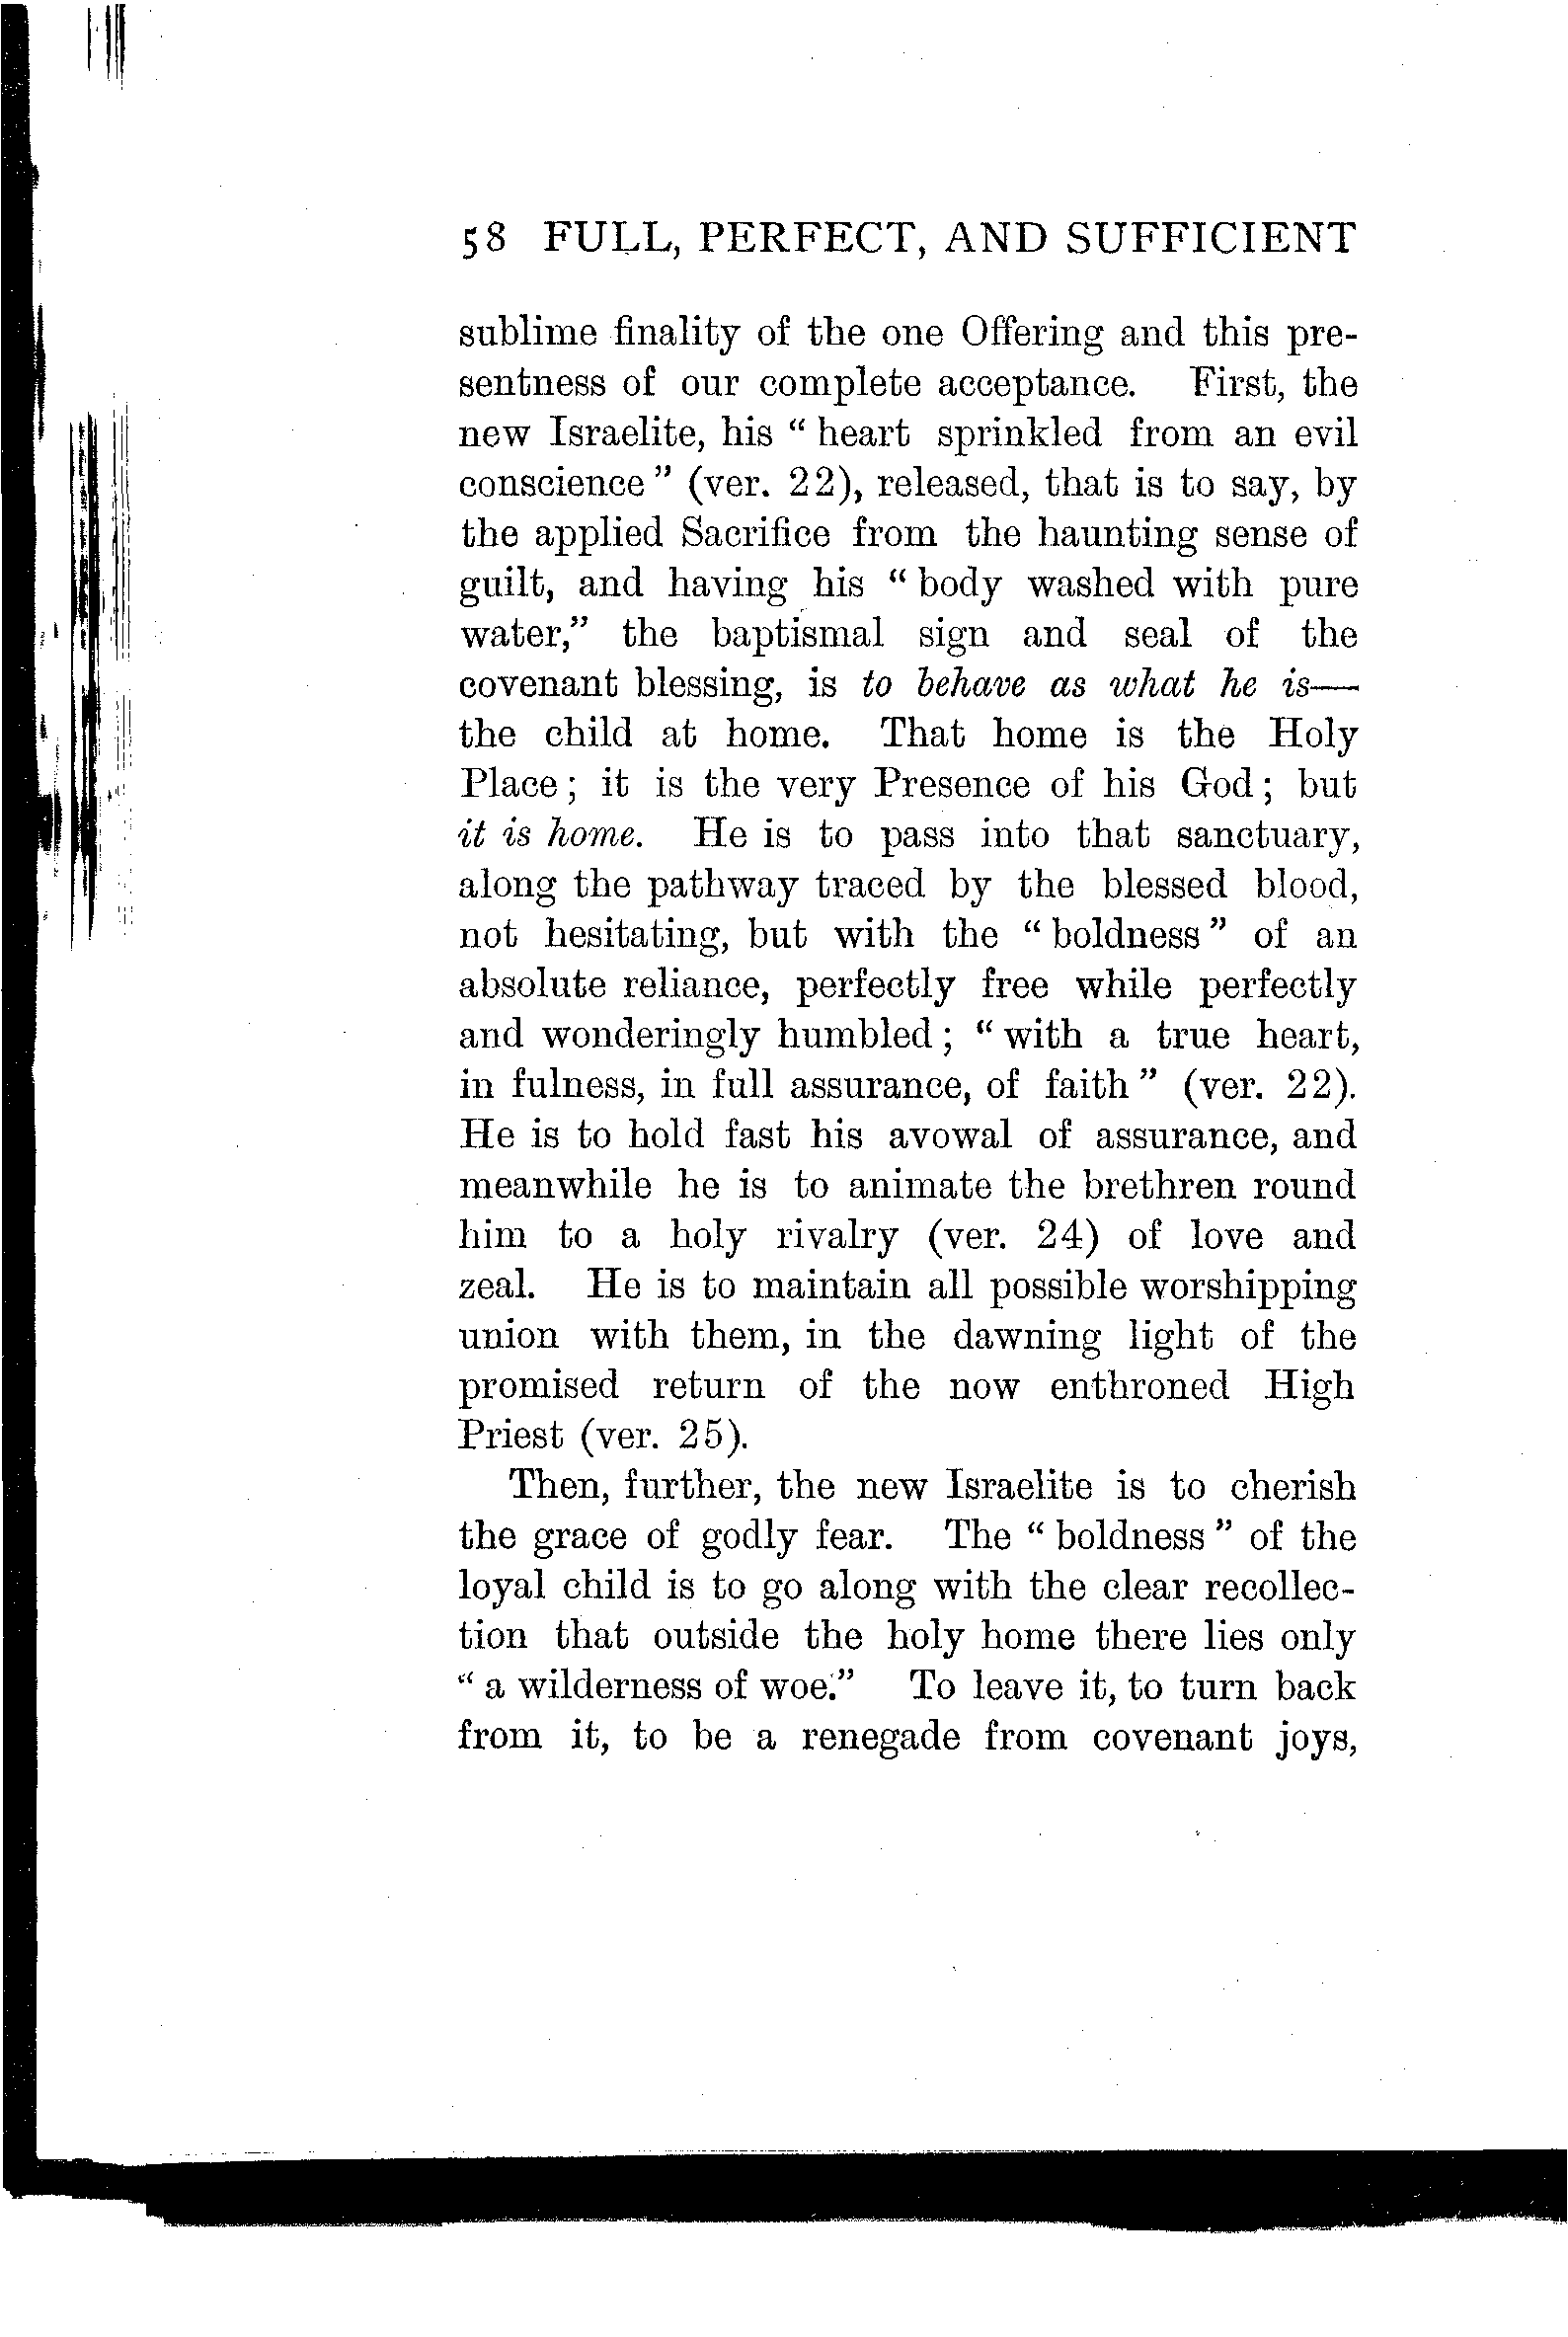 58 FULL, PERFECT, AND SUFFICIENT
sublime finality of the one Offering and this pre-
sentness of our complete acceptance. First, the
new Israelite, his “ heart sprinkled from an evil
conscience ” (ver. 22), released, that is to say, by
the applied Sacrifice from the haunting sense of
guilt, and having his “ body washed with pure
water,” the baptismal sign and seal of the
covenant blessing, is to behave as what he is—
the child at home. That home is the Holy
Place ; it is the very Presence of his God ; but
it is home. He is to pass into that sanctuary,
along the pathway traced by the blessed blood,
not hesitating, but with the “ boldness ” of an
absolute reliance, perfectly free while perfectly
and wonderingly humbled ; “ with a true heart,
in fulness, in full assurance, of faith ” (ver. 22).
He is to hold fast his avowal of assurance, and
meanwhile he is to animate the brethren round
him to a holy rivalry (ver. 24) of love and
zeal. He is to maintain all possible worshipping
union with them, in the dawning light of the
promised return of the now enthroned High
Priest (ver. 25).
Then, further, the new Israelite is to cherish
the grace of godly fear. The “ boldness ” of the
loyal child is to go along with the clear recollec-
tion that outside the holy home there lies only
“ a wilderness of woe.” To leave it, to turn back
from it, to be a renegade from covenant joys,